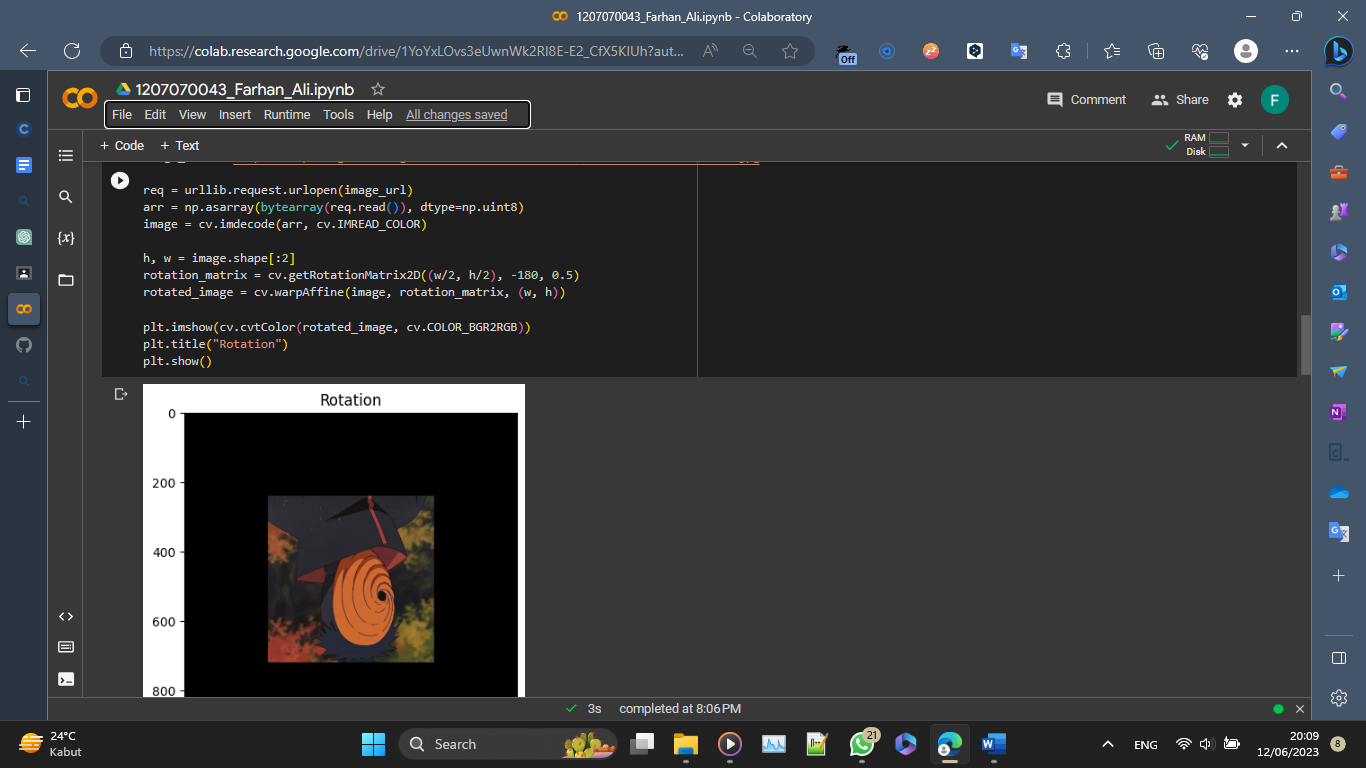 1207070043_Farhan_Ali.ipynb - Colaboratory
https://colab.research.google.com/drive/1YoYxLOvs3eUwnWk2Rl8E-E2_CfX5KIUh?aut...
Off
1207070043_Farhan_Ali.ipynb
File Edit View Insert Runtime Tools Help All changes saved
Comment Share F
+ Code + Text
RAM
Disk
req = urllib.request.urlopen(image_url)
arr = np.asarray(bytearray(req.read()), dtype=np.uint8)
image = cv.imdecode(arr, cv.IMREAD_COLOR)
h, w = image.shape[:2]
rotation_matrix = cv.getRotationMatrix2D((w/2, h/2), -180, 0.5)
rotated_image = cv.warpAffine(image, rotation_matrix, (w, h))
plt.imshow(cv.cvtColor(rotated_image, cv.COLOR_BGR2RGB))
plt.title("Rotation")
plt.show()
Rotation
0
200
400
600
800
3s completed at 8:06 PM
24°C
Kabut
Search
21
ENG
20:09
12/06/2023
8